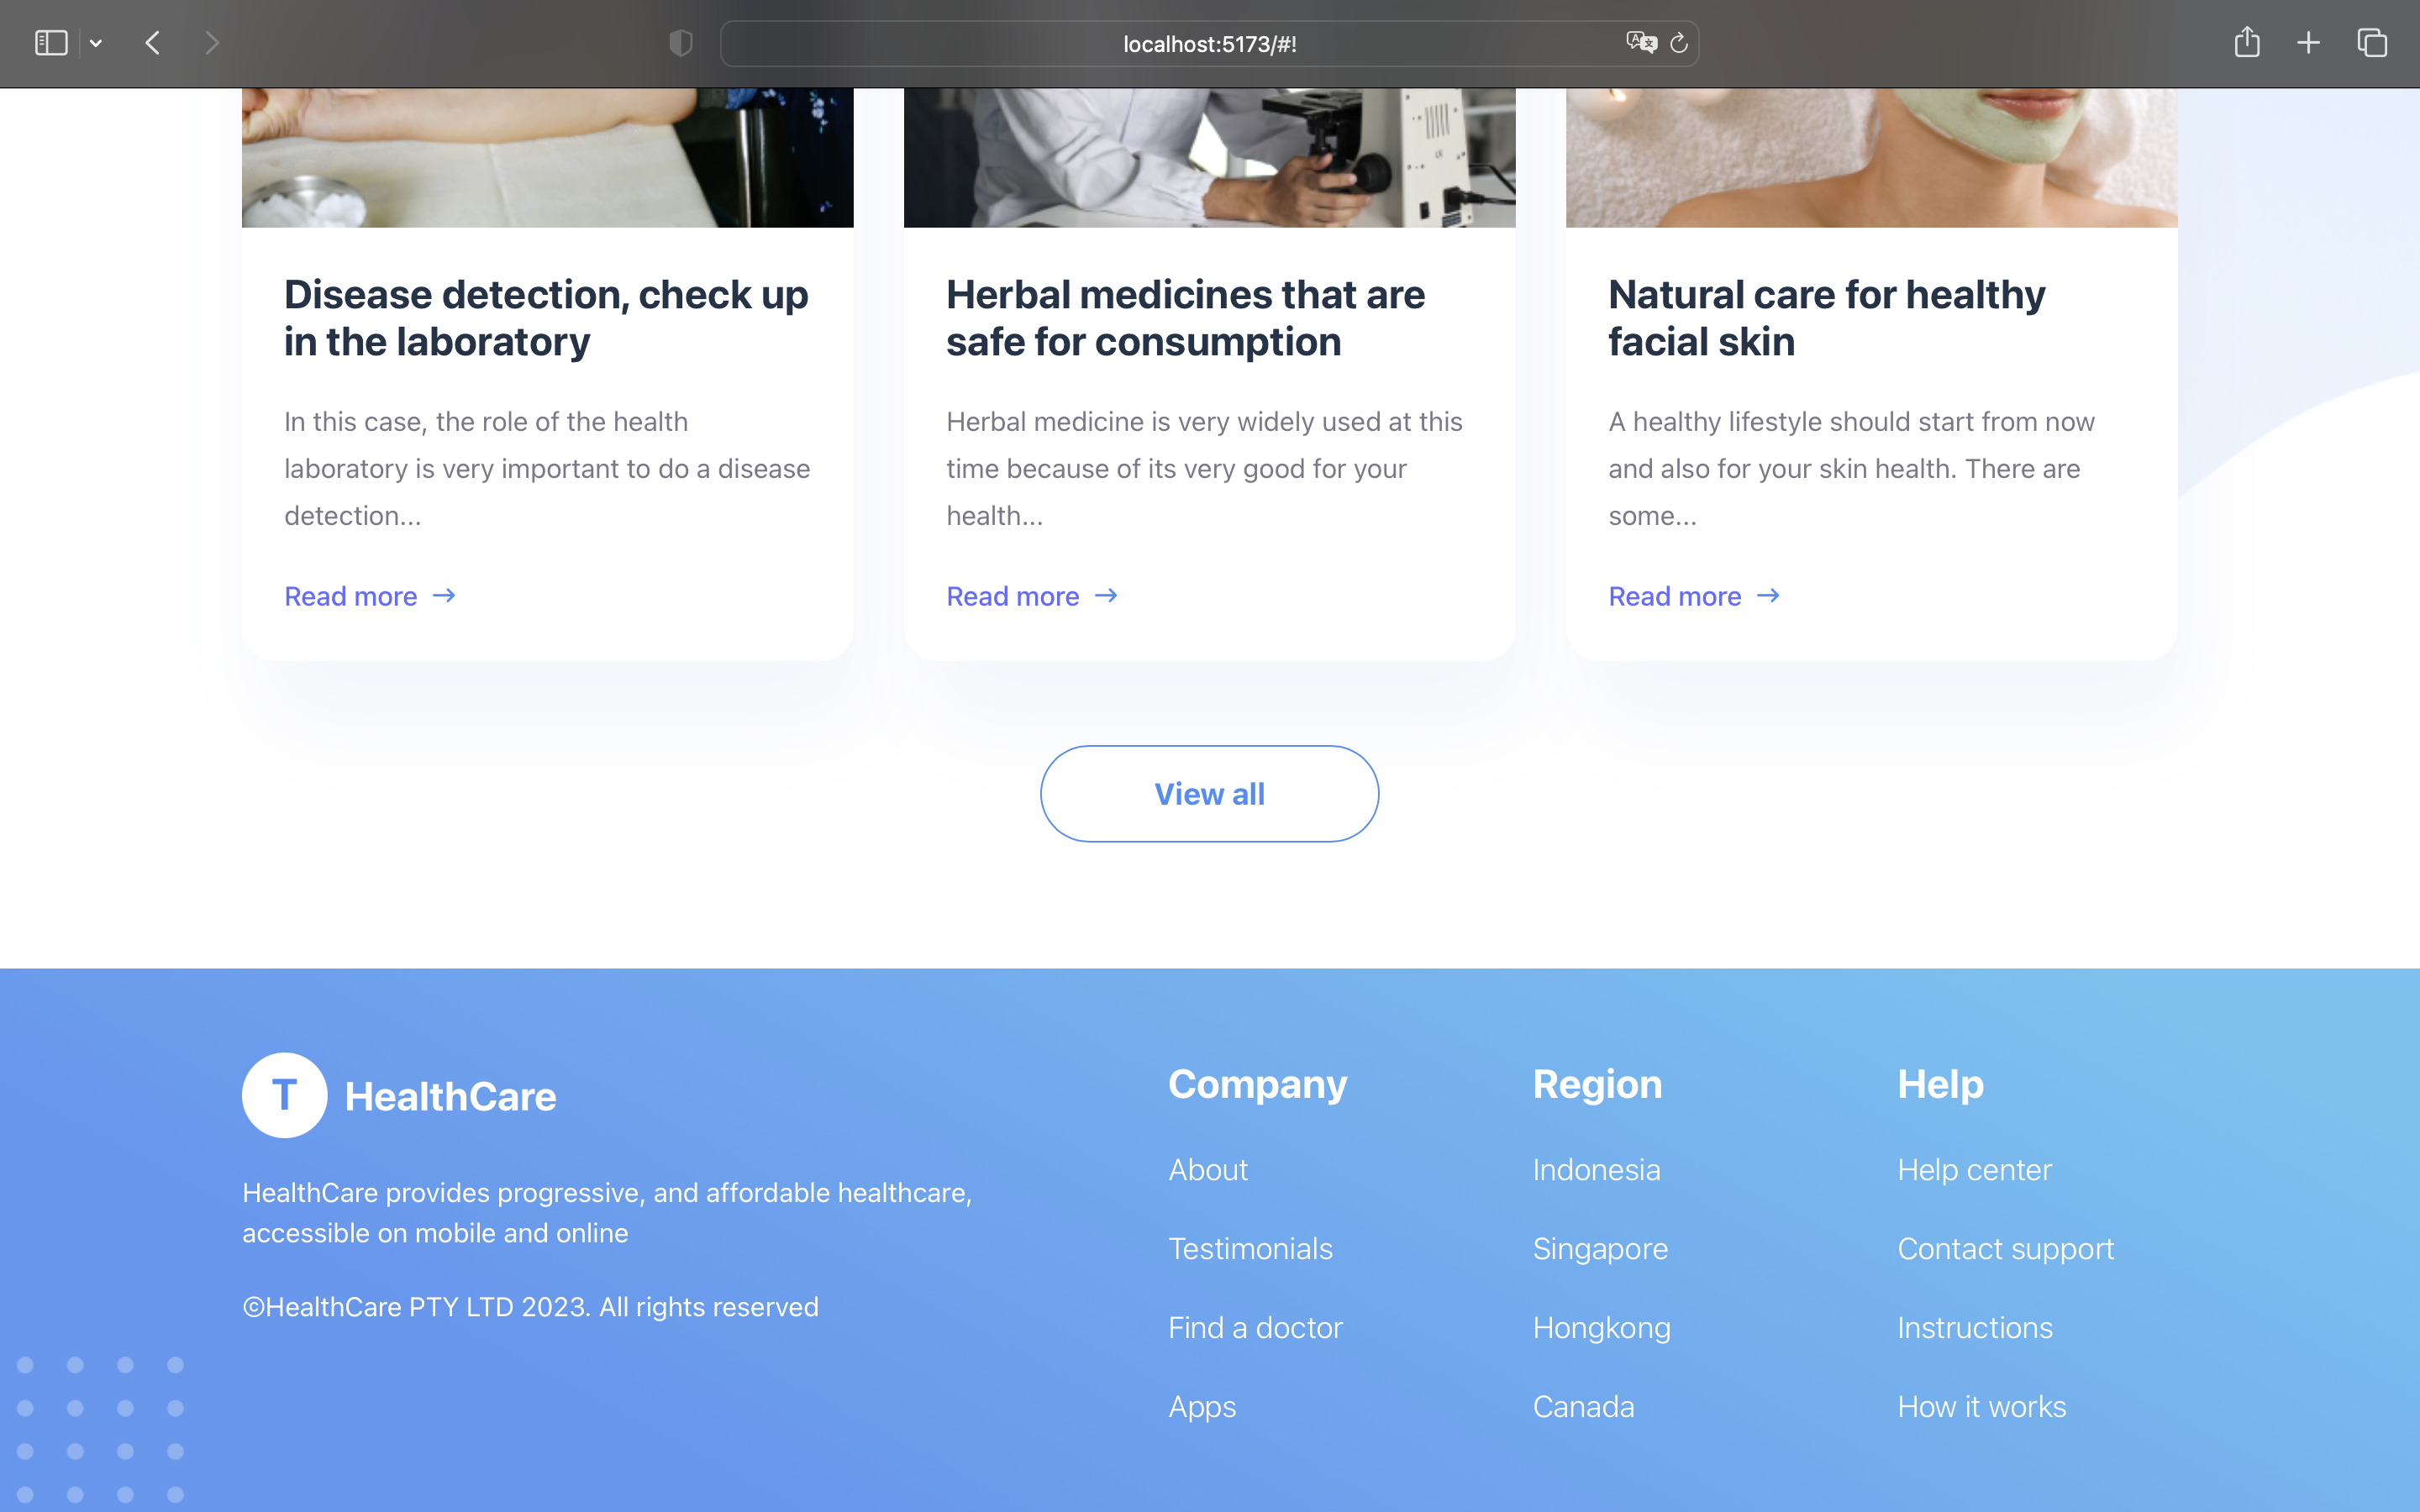 localhost:5173/#!
Disease detection, check up
in the laboratory
In this case, the role of the health
laboratory is very important to do a disease
detection...
Read more →
Herbal medicines that are
safe for consumption
Herbal medicine is very widely used at this
time because of its very good for your
health...
Read more →
Natural care for healthy
facial skin
A healthy lifestyle should start from now
and also for your skin health. There are
some...
Read more →
View all
T HealthCare
HealthCare provides progressive, and affordable healthcare,
accessible on mobile and online
©HealthCare PTY LTD 2023. All rights reserved
Company
About
Testimonials
Find a doctor
Apps
Region
Indonesia
Singapore
Hongkong
Canada
Help
Help center
Contact support
Instructions
How it works